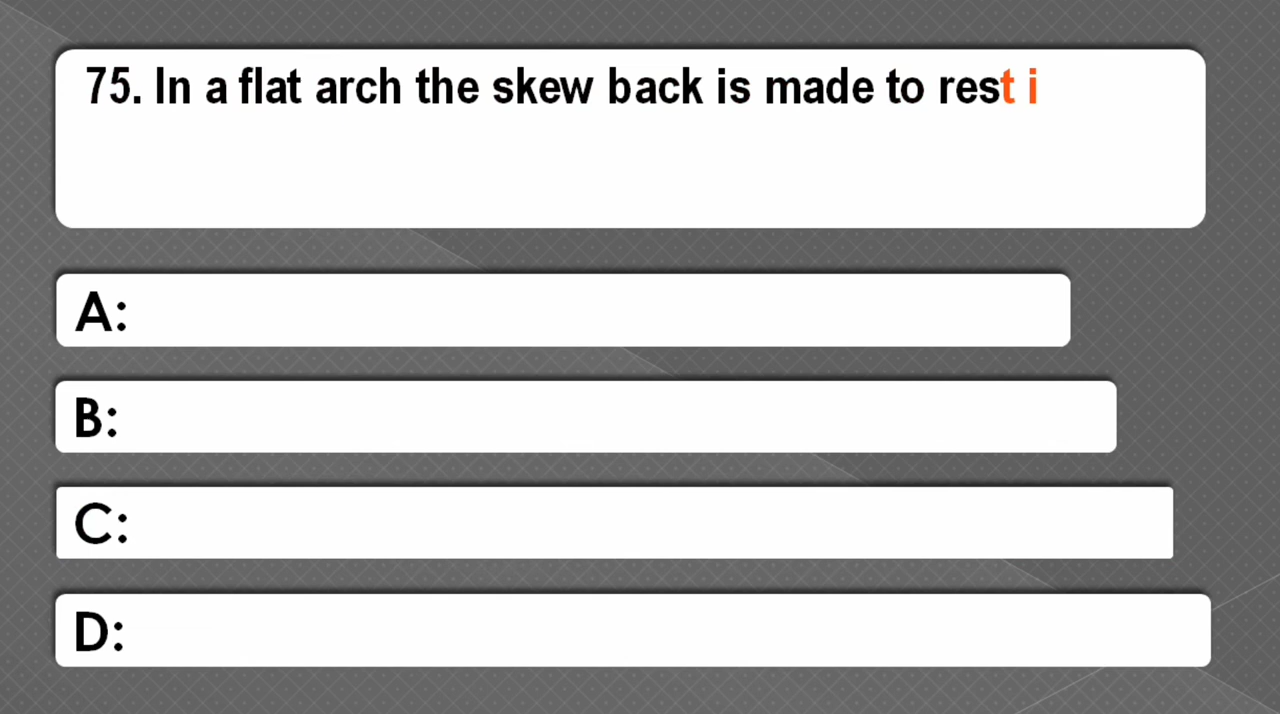 75. In a flat arch the skew back is made to rest i
A:
B:
C:
D: